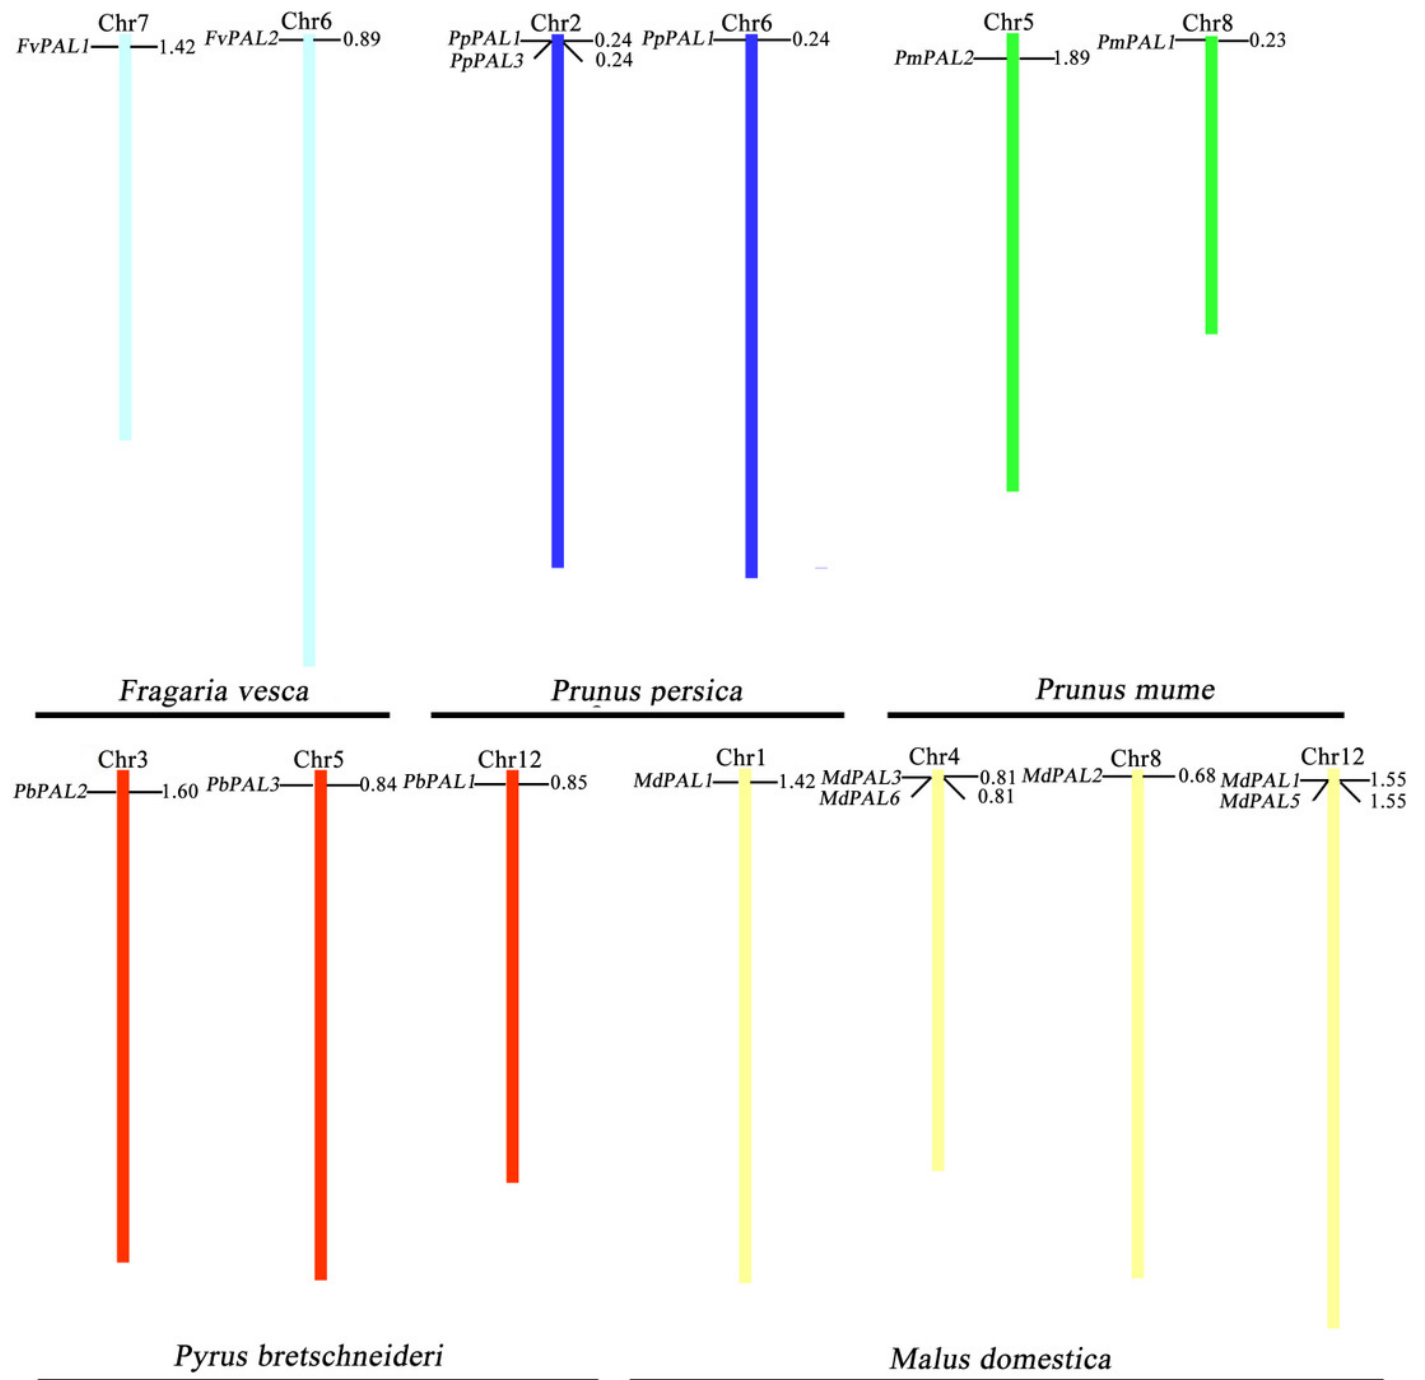 Chr7
FvPAL1 1.42
Chr6
FvPAL2 0.89
Chr2
PpPAL1 0.24
PpPAL3 0.24
Chr6
PpPAL1 0.24
Chr5
PmPAL2 1.89
Chr8
PmPAL1 0.23
Fragaria vesca
Prunus persica
Prunus mume
Chr3
PbPAL2 1.60
Chr5
PbPAL3 0.84
Chr12
PbPAL1 0.85
Chr1
MdPAL1 1.42
Chr4
MdPAL3 0.81
MdPAL6 0.81
Chr8
MdPAL2 0.68
Chr12
MdPAL1 1.55
MdPAL5 1.55
Pyrus bretschneideri
Malus domestica